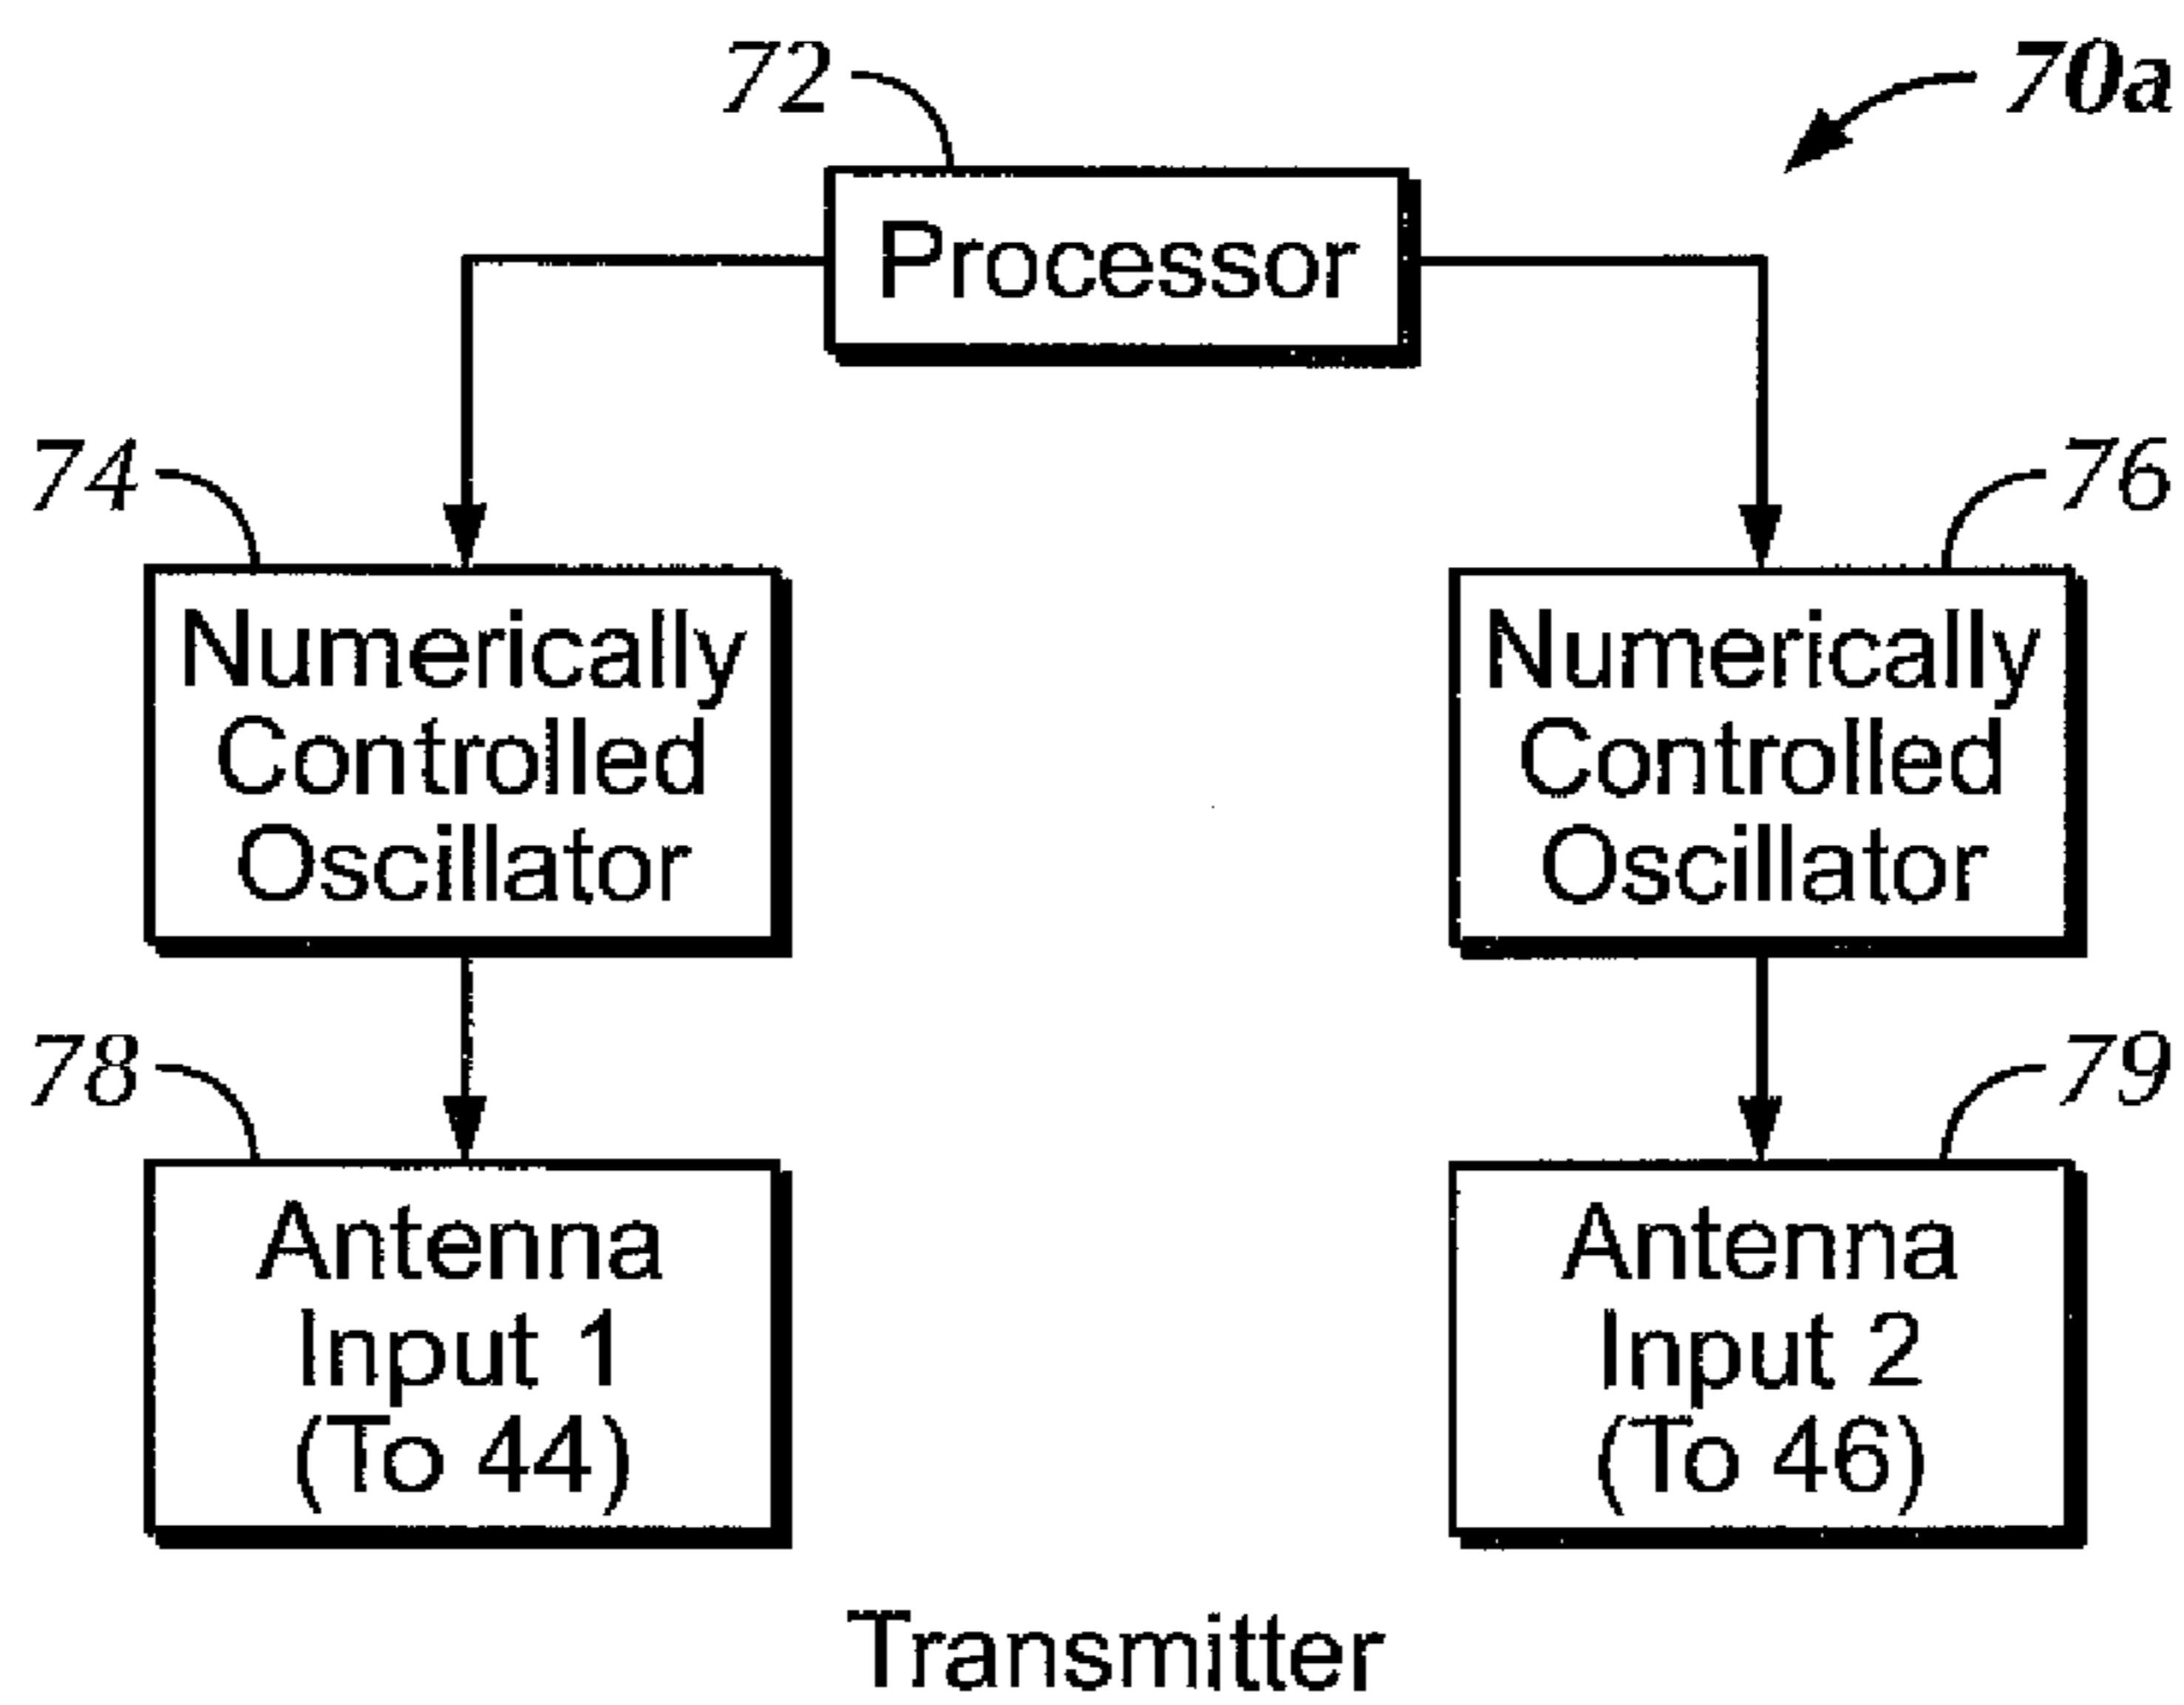 72
70a
Processor
74
76
Numerically
Controlled
Oscillator
Numerically
Controlled
Oscillator
78
79
Antenna
Input 1
(To 44)
Antenna
Input 2
(To 46)
Transmitter